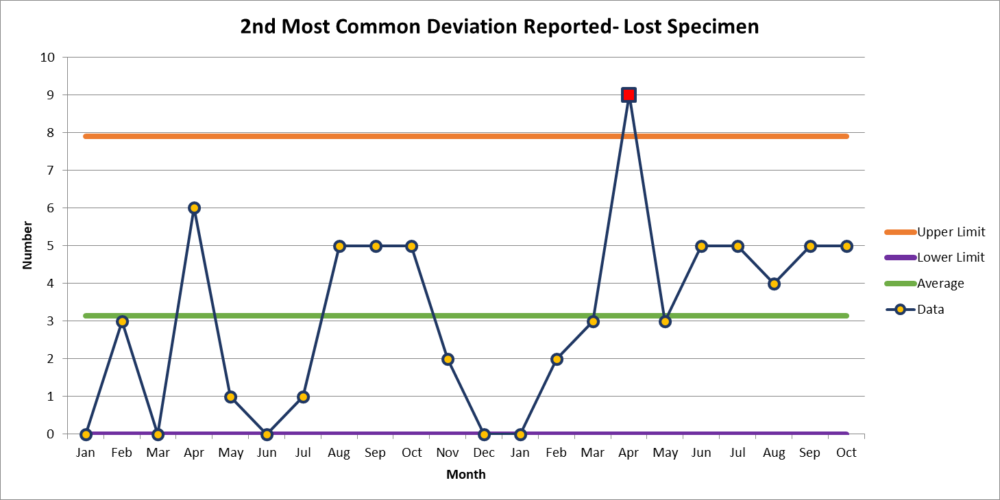 2nd Most Common Deviation Reported- Lost Specimen
10
9
8
7
6
5
4
3
2
1
0
Number
Jan Feb Mar Apr May Jun Jul Aug Sep Oct Nov Dec Jan Feb Mar Apr May Jun Jul Aug Sep Oct
Month
Upper Limit
Lower Limit
Average
Data